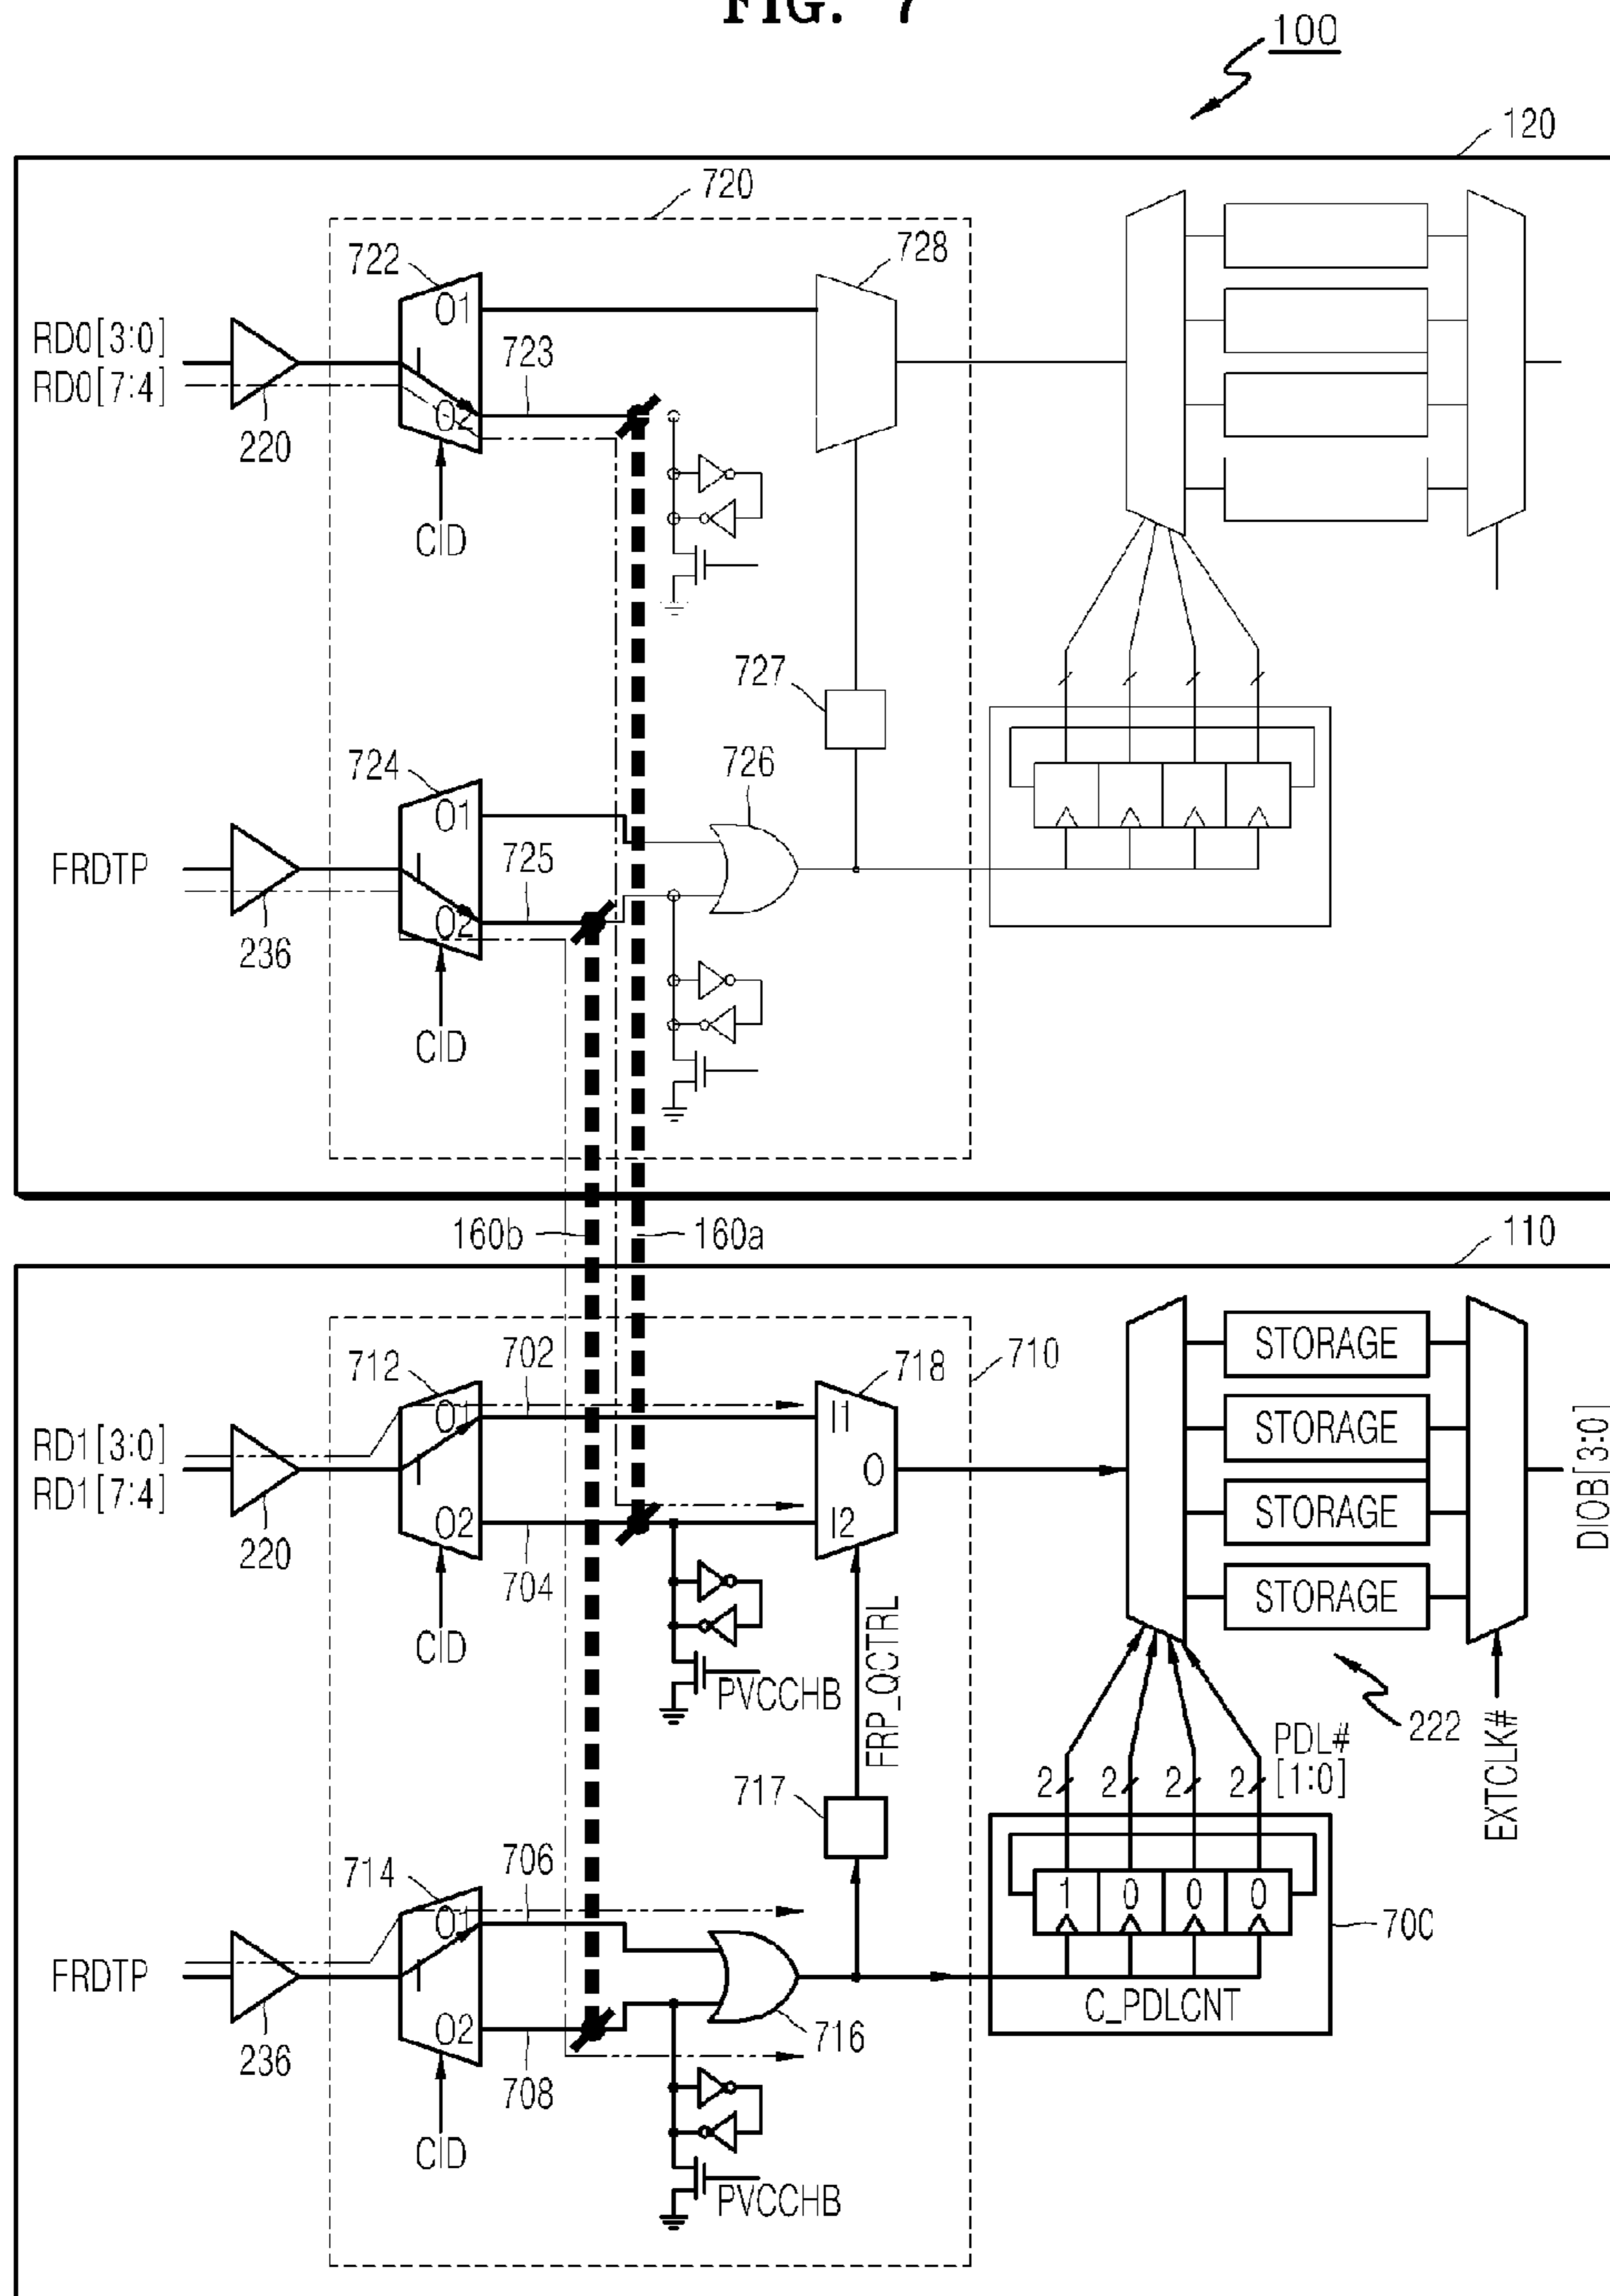 FIG. 7
100
120
720
722
728
O1
RD0[3:0]
723
RD0[7:4]
I
O2
220
CID
727
724
726
O1
725
FRDTP
I
O2
236
CID
160b
160a
110
712
702
718
710
STORAGE
O1
I1
RD1[3:0]
STORAGE
I
O
RD1[7:4]
DIOB[3:0]
O2
I2
STORAGE
220
704
STORAGE
CID
PVCCHB
FRP_QCTRL
222
EXTCLK#
PDL#
[1:0]
2
2
2
2
717
714
706
O1
1
0
0
0
700
FRDTP
I
C_PDLCNT
O2
716
236
708
CID
PVCCHB